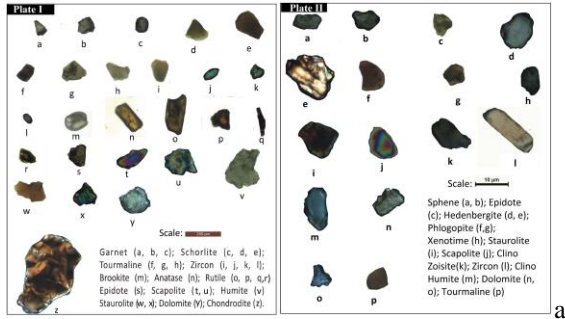 Plate I
a b c d e
f g h i j k
l m n o p q
r s t u v
w x y
Scale:
Garnet (a, b, c); Schorlite [c, d, e);
Tourmaline (f, g, h); Zircon (i, j, k, l);
Brookite (m); Anatase (n); Rutile (o, p, q,r)
Epidote (s); Scapolite (t, u); Humite (v)
Staurolite (w, x); Dolomite (Y); Chondrodite (z).
z
Plate II
a b c d
e f g h
i j k l
Scale: 50 µm
m n
Sphene (a, b); Epidote
(c); Hedenbergite (d, e);
Phlogopite (f,g);
Xenotime (h); Staurolite
(i); Scapolite (j); Clino
Zoisite(k); Zircon (l); Clino
Humite (m); Dolomite (n,
o); Tourmaline (p)
o p
a